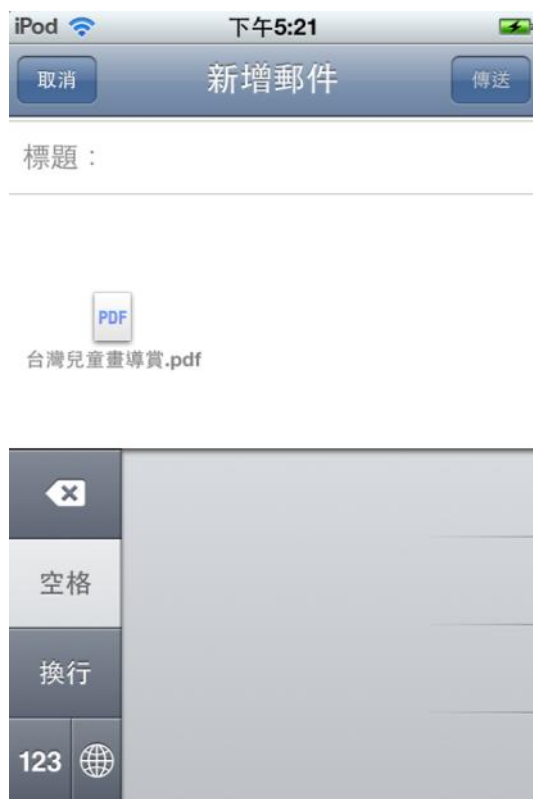 iPod 下午5:21
取消 新增郵件 傳送
標題：
PDF
台灣兒童畫導賞.pdf
空格
換行
123